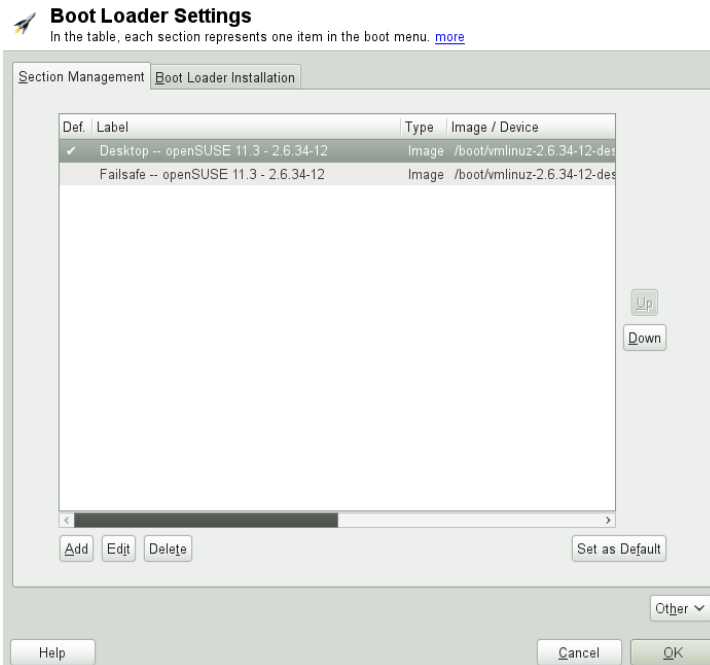 Boot Loader Settings
In the table, each section represents one item in the boot menu. more
Section Management Boot Loader Installation
Def. Label Type Image / Device
✔ Desktop -- openSUSE 11.3 - 2.6.34-12 Image /boot/vmlinuz-2.6.34-12-des
Failsafe -- openSUSE 11.3 - 2.6.34-12 Image /boot/vmlinuz-2.6.34-12-des
Up
Down
Add Edit Delete Set as Default
Other
Help Cancel OK